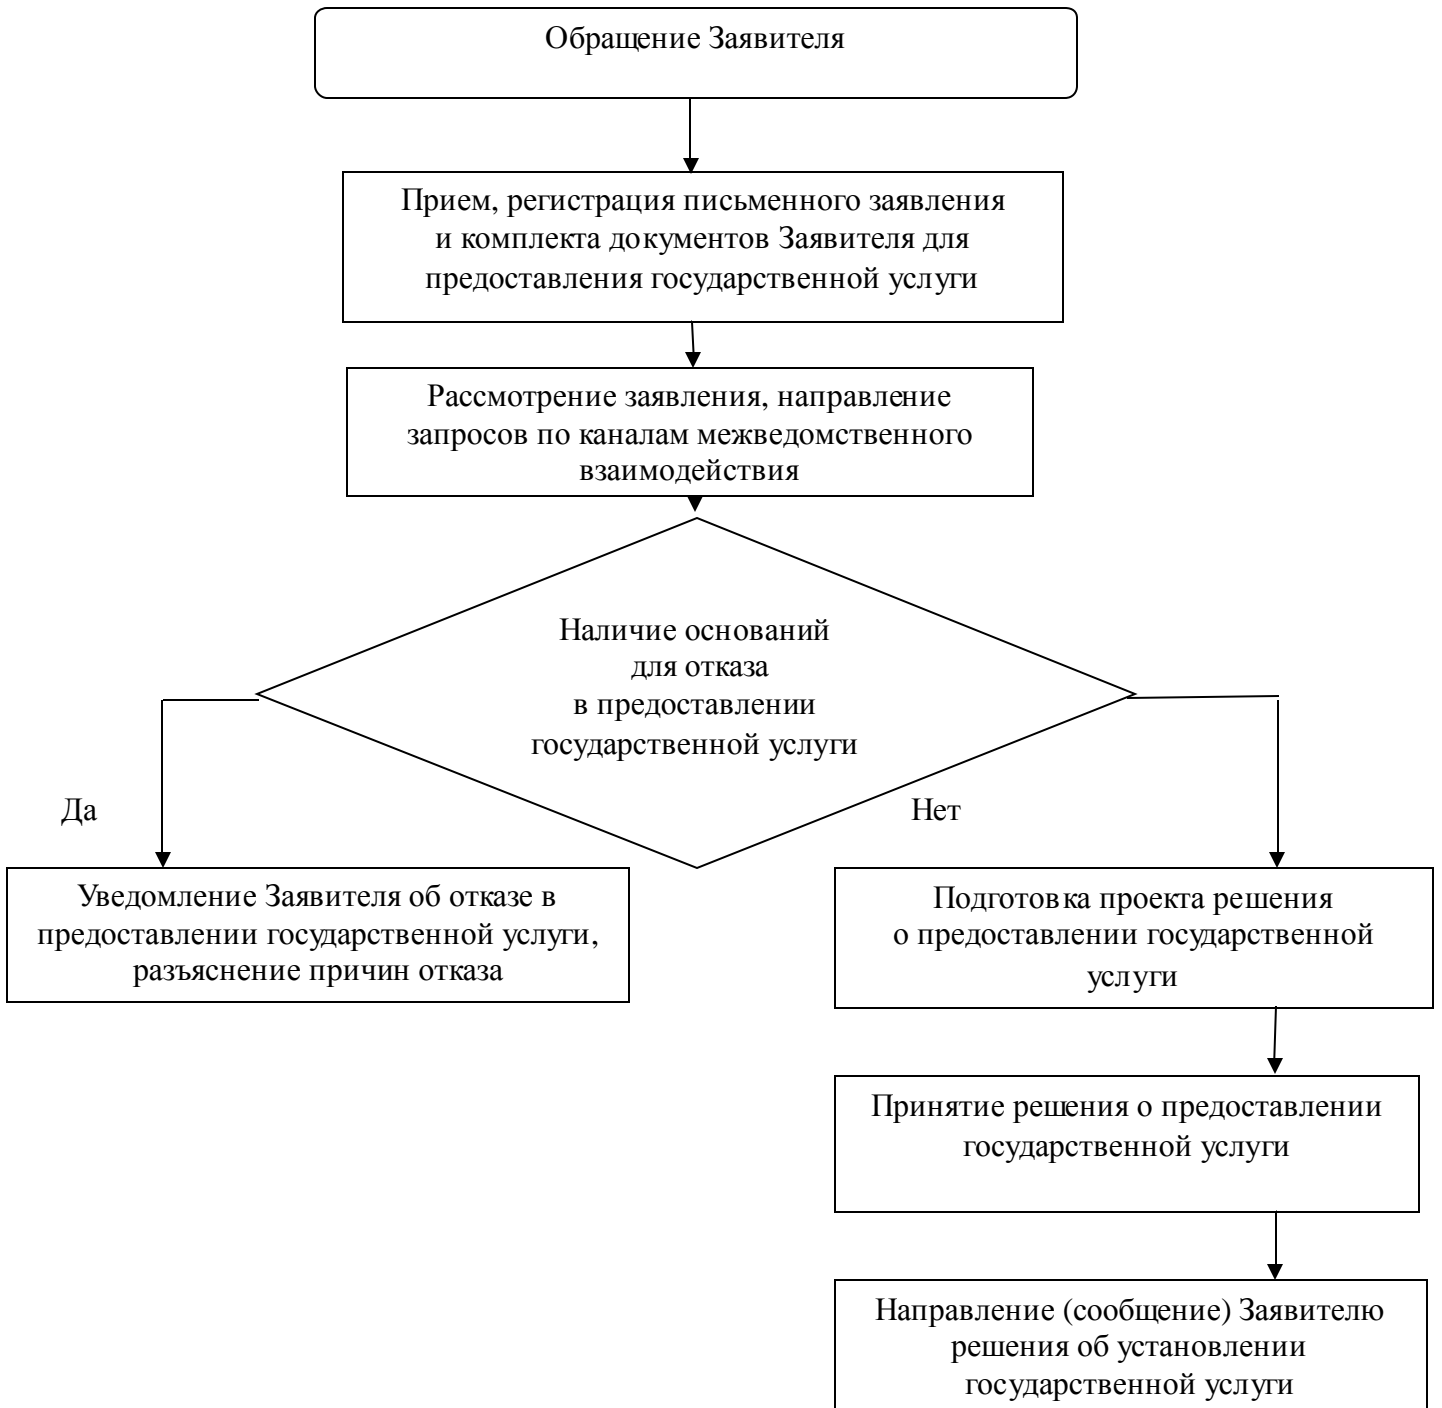 Обращение Заявителя
Прием, регистрация письменного заявления
и комплекта документов Заявителя для
предоставления государственной услуги
Рассмотрение заявления, направление
запросов по каналам межведомственного
взаимодействия
Наличие оснований
для отказа
в предоставлении
государственной услуги
Да
Нет
Уведомление Заявителя об отказе в
предоставлении государственной услуги,
разъяснение причин отказа
Подготовка проекта решения
о предоставлении государственной
услуги
Принятие решения о предоставлении
государственной услуги
Направление (сообщение) Заявителю
решения об установлении
государственной услуги